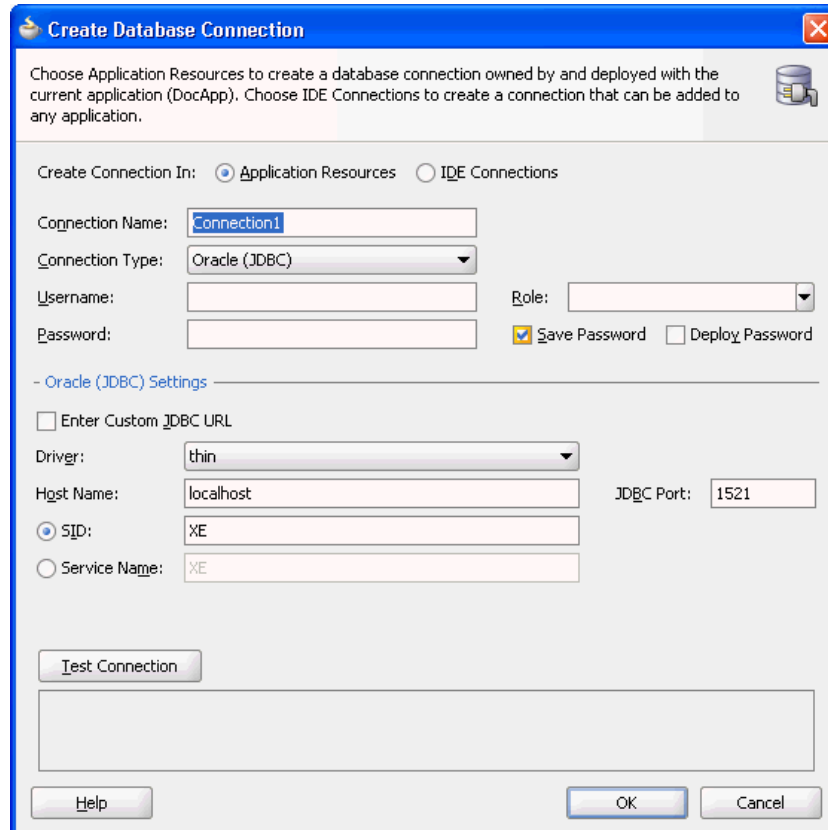 Create Database Connection
Choose Application Resources to create a database connection owned by and deployed with the
current application (DocApp). Choose IDE Connections to create a connection that can be added to
any application.
Create Connection In: Application Resources IDE Connections
Connection Name: Connection1
Connection Type: Oracle (JDBC)
Username: Role:
Password: Save Password Deploy Password
Oracle (JDBC) Settings
Enter Custom JDBC URL
Driver: thin
Host Name: localhost JDBC Port: 1521
SID: XE
Service Name: XE
Test Connection
Help OK Cancel